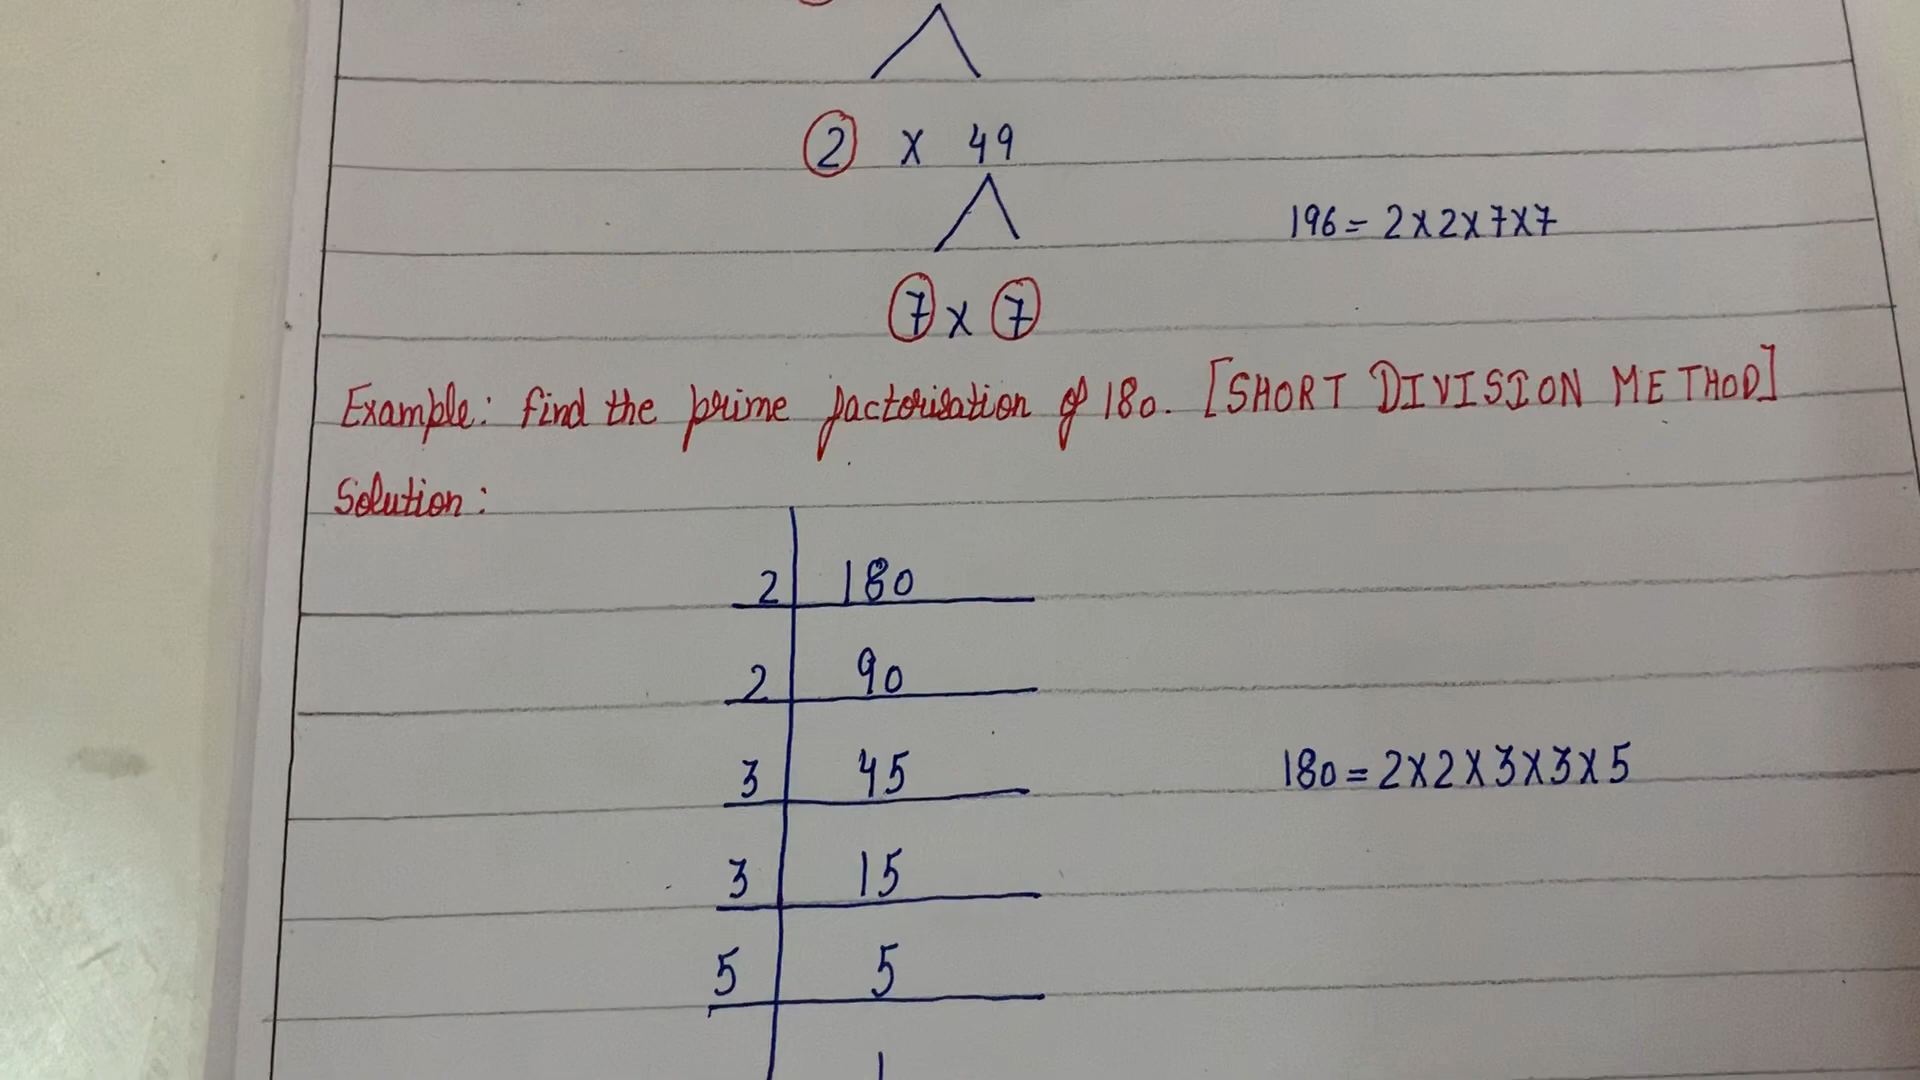 2 x 49
196 = 2x2x7x7
7 x 7
Example: find the prime factorisation of 180. [SHORT DIVISION METHOD]
Solution:
2 180
2 90
3 45
180 = 2x2x3x3x5
3 15
5 5
1